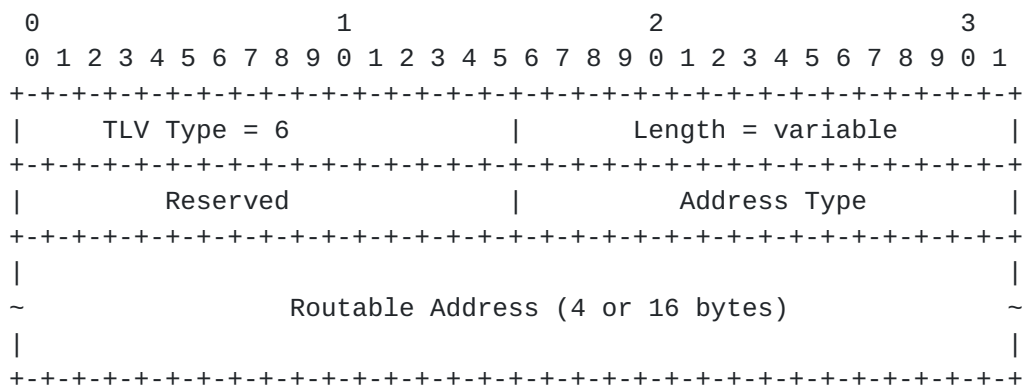 0                   1                   2                   3
 0 1 2 3 4 5 6 7 8 9 0 1 2 3 4 5 6 7 8 9 0 1 2 3 4 5 6 7 8 9 0 1
+-+-+-+-+-+-+-+-+-+-+-+-+-+-+-+-+-+-+-+-+-+-+-+-+-+-+-+-+-+-+-+-+
|     TLV Type = 6              |       Length = variable       |
+-+-+-+-+-+-+-+-+-+-+-+-+-+-+-+-+-+-+-+-+-+-+-+-+-+-+-+-+-+-+-+-+
|         Reserved              |          Address Type         |
+-+-+-+-+-+-+-+-+-+-+-+-+-+-+-+-+-+-+-+-+-+-+-+-+-+-+-+-+-+-+-+-+
|                                                               |
~                 Routable Address (4 or 16 bytes)              ~
|                                                               |
+-+-+-+-+-+-+-+-+-+-+-+-+-+-+-+-+-+-+-+-+-+-+-+-+-+-+-+-+-+-+-+-+